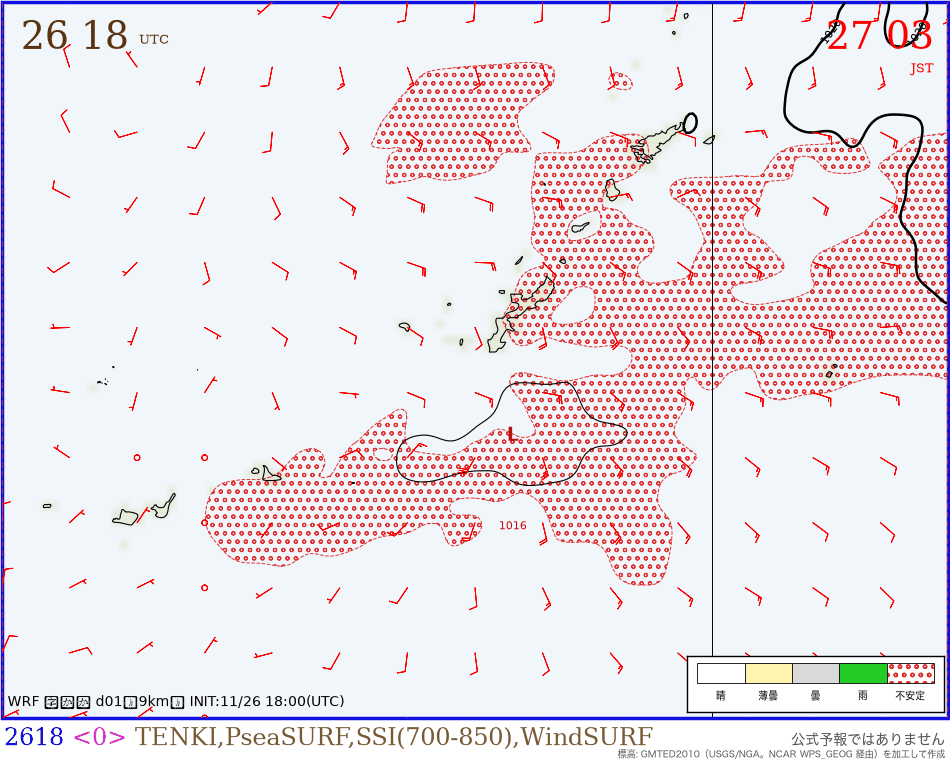 26 18 UTC
27 03
JST
L
1016
晴 薄曇 曇 雨 不安定
WRF d01 9km INIT:11/26 18:00(UTC)
2618 <0> TENKI,PseaSURF,SSI(700-850),WindSURF
公式予報ではありません
標高: GMTED2010（USGS/NGA。NCAR WPS_GEOG 経由）を加工して作成